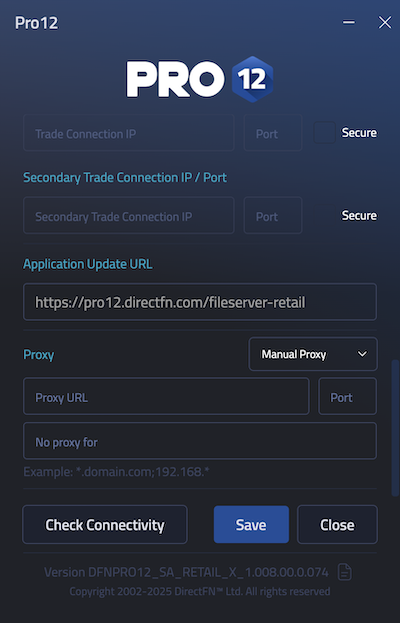 Pro12
PRO 12
Trade Connection IP Port Secure
Secondary Trade Connection IP / Port
Secondary Trade Connection IP Port Secure
Application Update URL
https://pro12.directfn.com/fileserver-retail
Proxy Manual Proxy
Proxy URL Port
No proxy for
Example: *.domain.com;192.168.*
Check Connectivity Save Close
Version DFNPRO12_SA_RETAIL_X_1.008.00.0.074
Copyright 2002-2025 DirectFN™ Ltd. All rights reserved